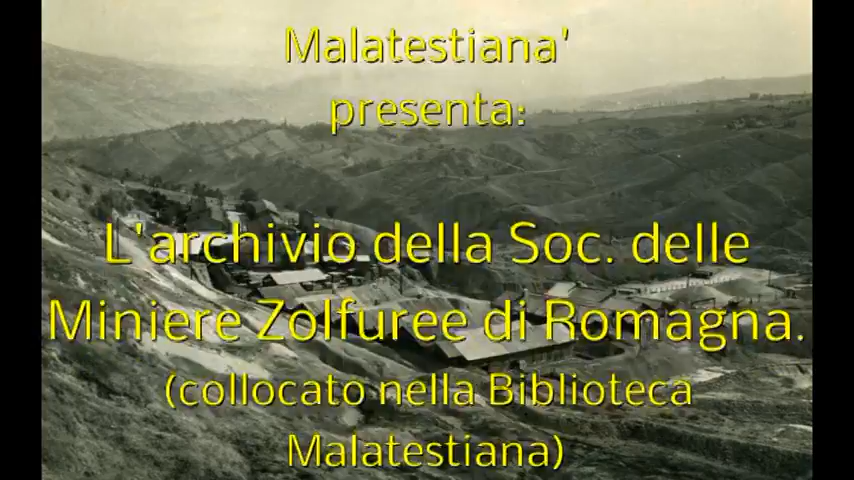 Malatestiana'
presenta:
L'archivio della Soc. delle
Miniere Zolfuree di Romagna.
(collocato nella Biblioteca
Malatestiana)